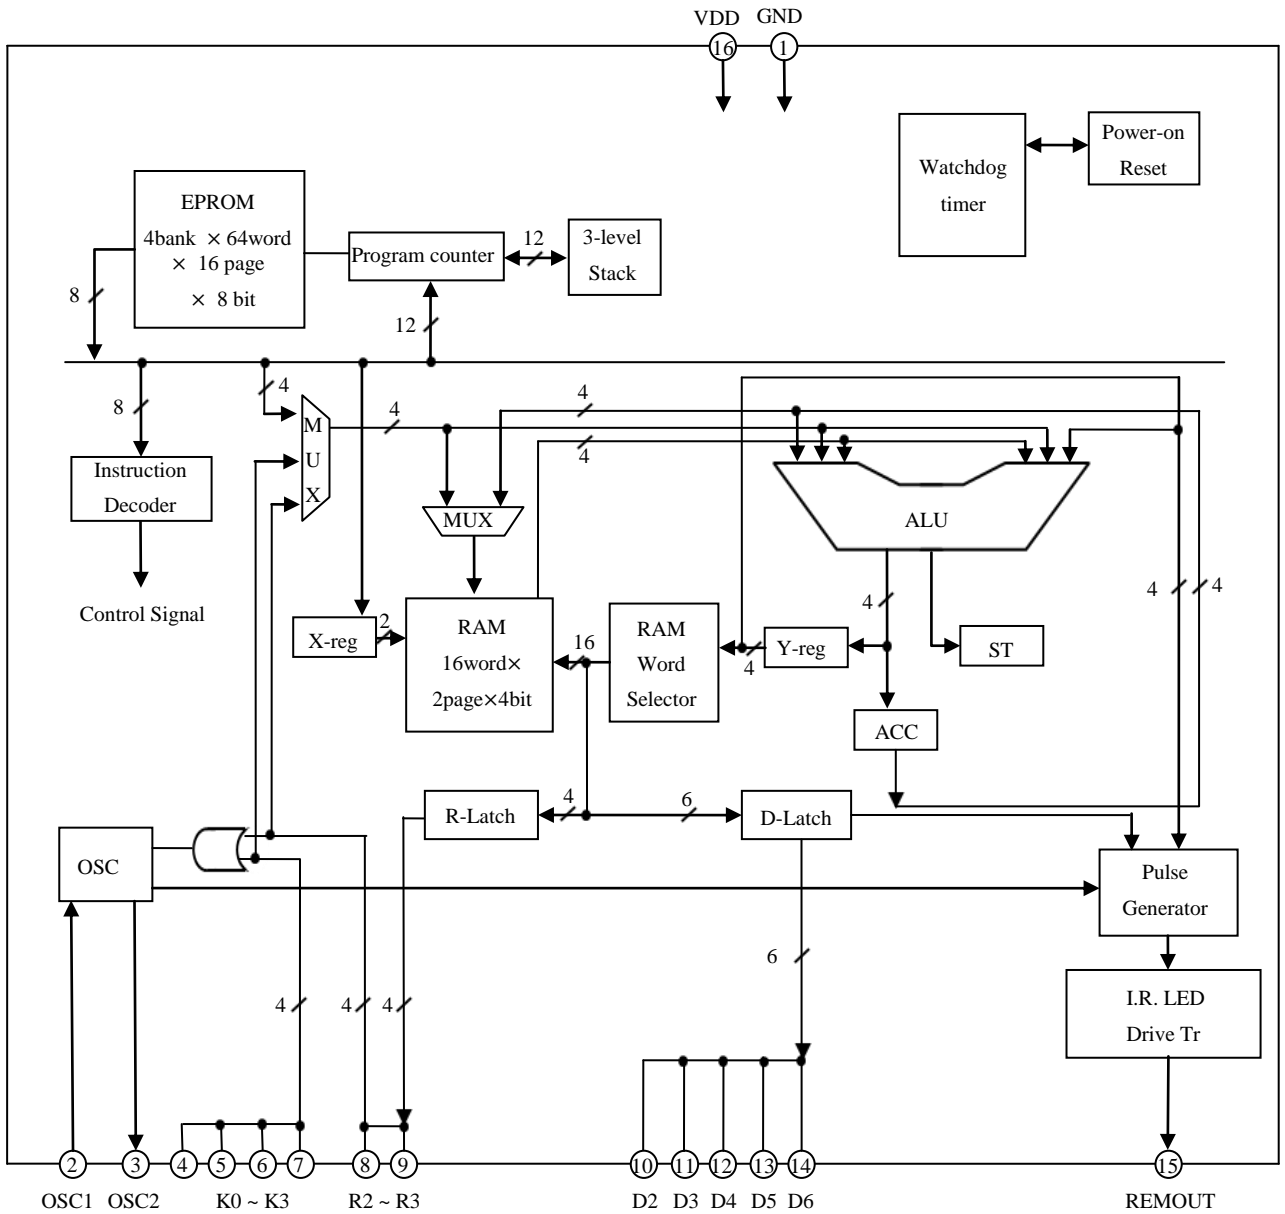 VDD GND
16 1
Watchdog
timer
Power-on
Reset
EPROM
4bank × 64word
× 16 page
× 8 bit
Program counter
12
3-level
Stack
8
12
8
4
4
4
4
M
U
X
Instruction
Decoder
MUX
ALU
Control Signal
4
4
4
X-reg
2
RAM
16word×
2page×4bit
16
RAM
Word
Selector
4
Y-reg
ST
ACC
R-Latch
4
6
D-Latch
OSC
Pulse
Generator
6
4
4
4
I.R. LED
Drive Tr
2 3 4 5 6 7 8 9 10 11 12 13 14 15
OSC1 OSC2 K0 ~ K3 R2 ~ R3 D2 D3 D4 D5 D6 REMOUT